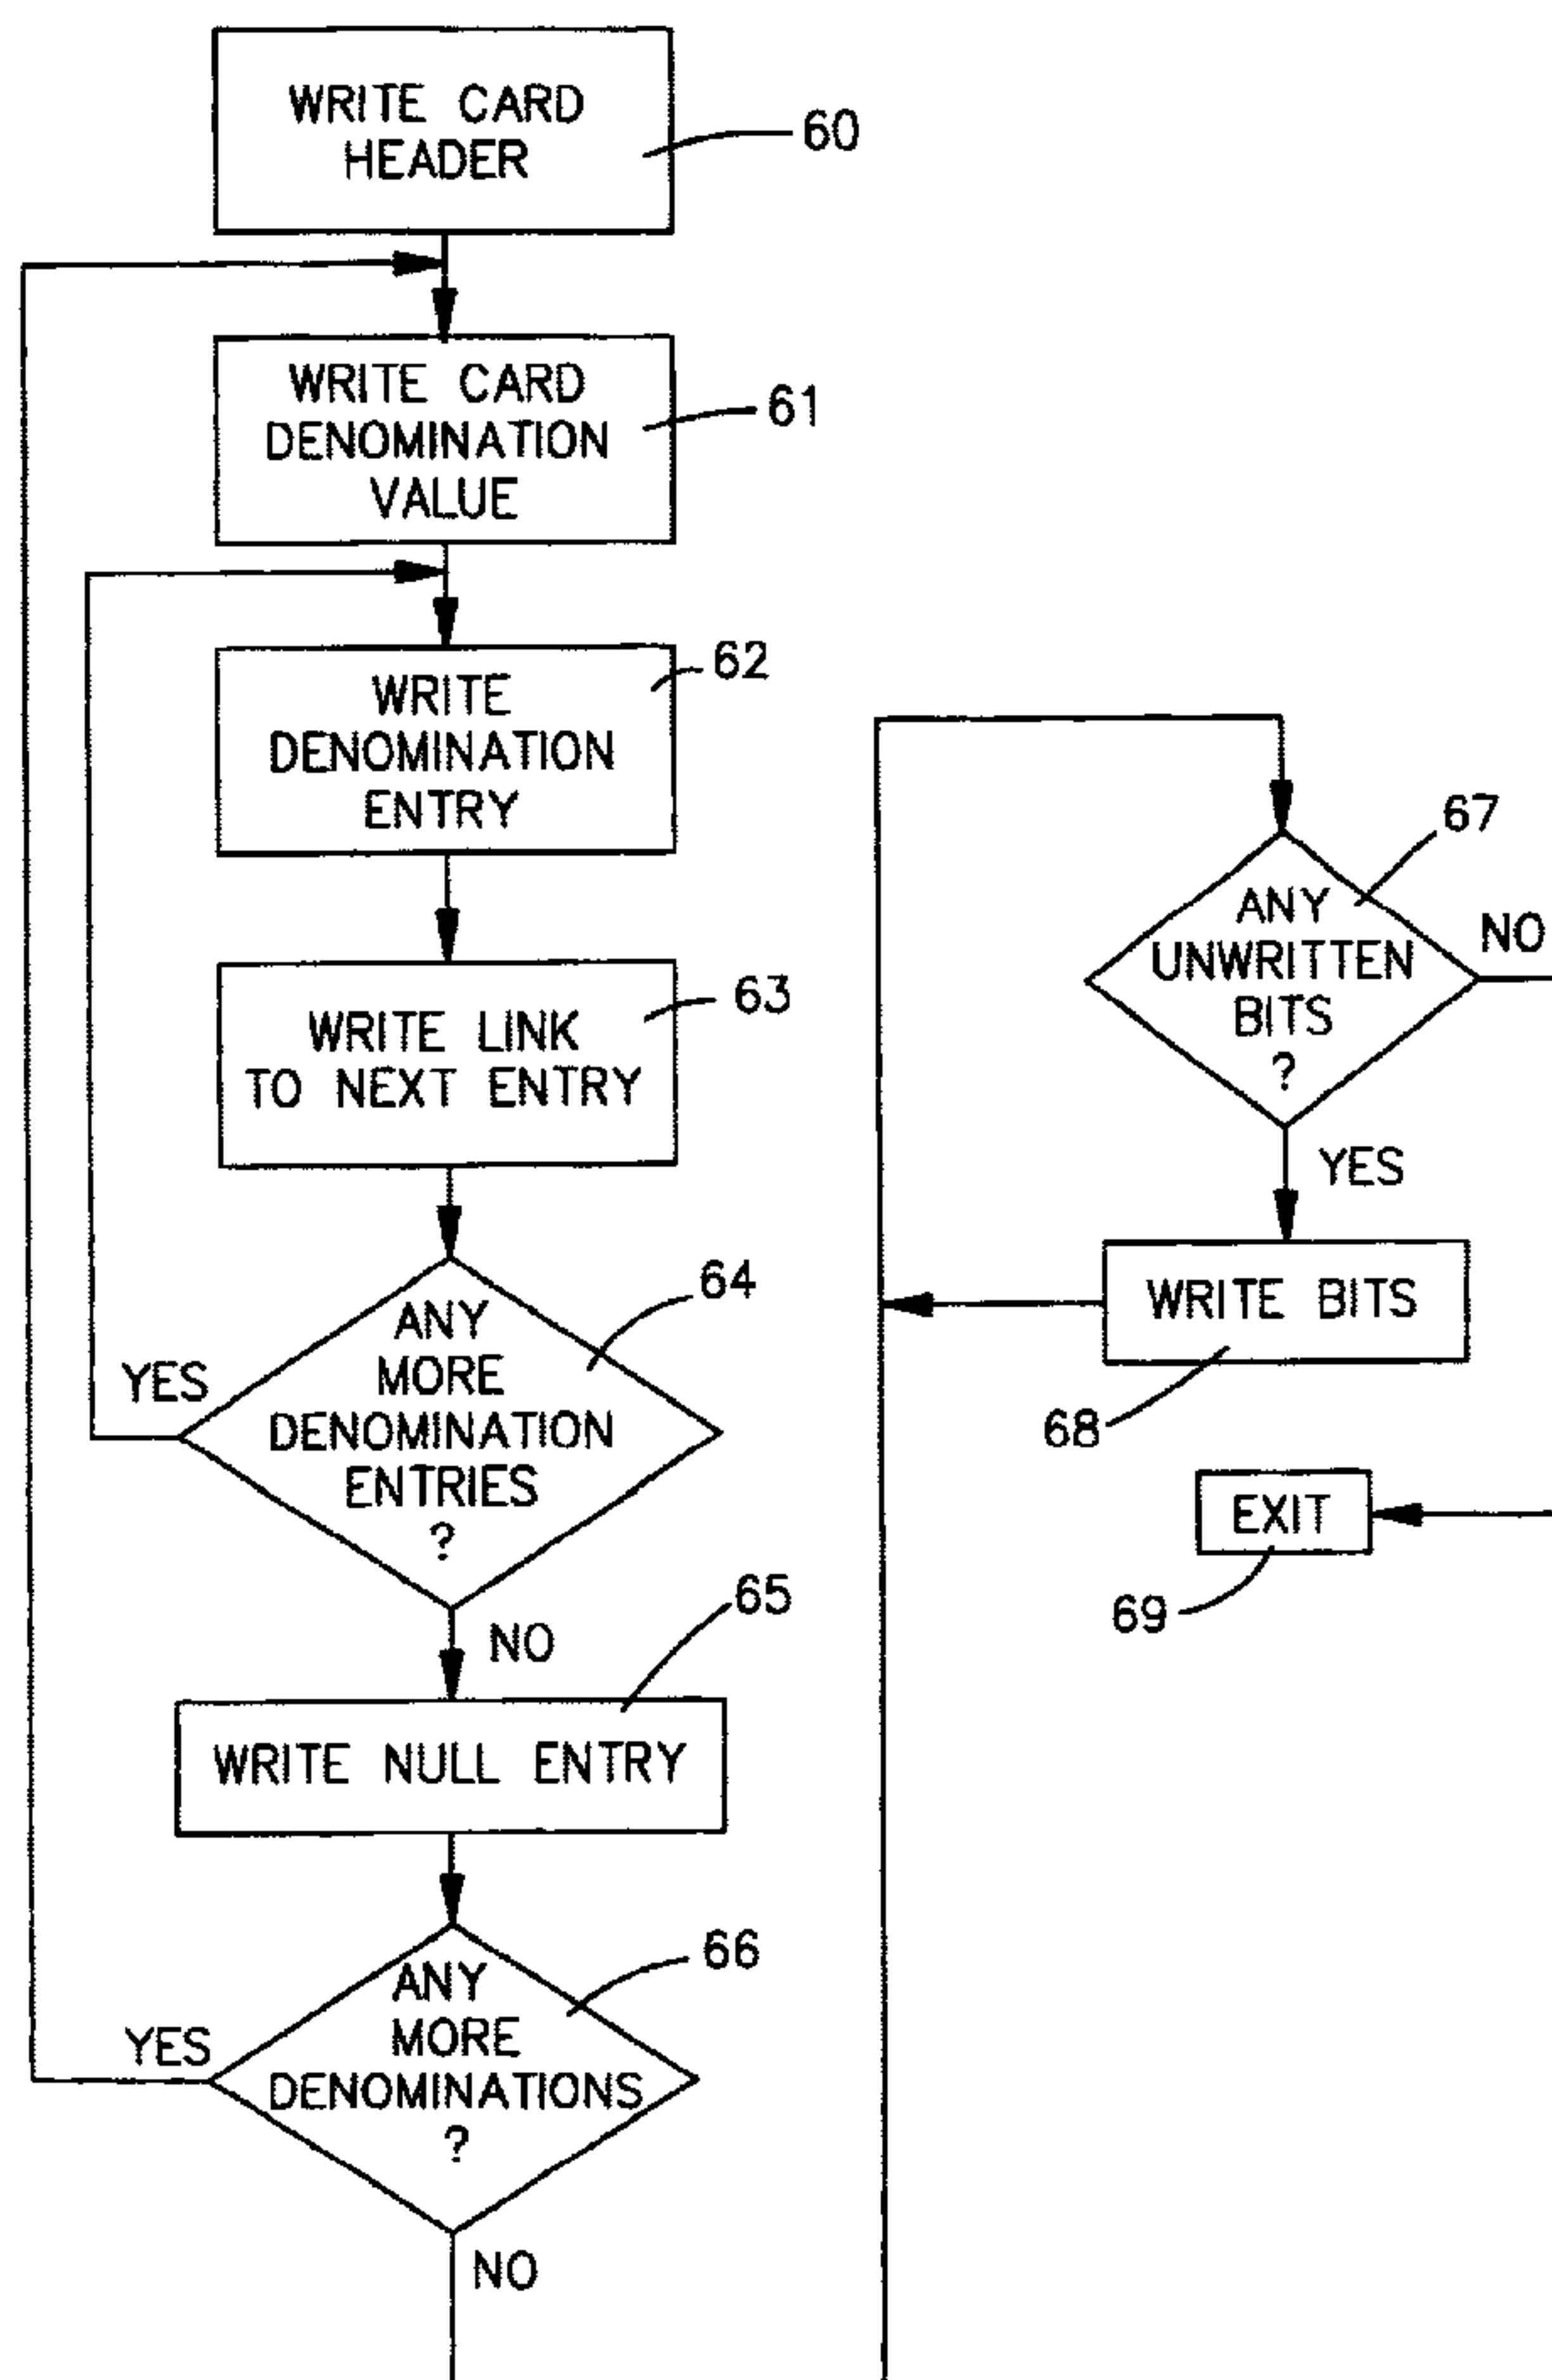 WRITE CARD
HEADER
60
WRITE CARD
DENOMINATION
VALUE
61
WRITE
DENOMINATION
ENTRY
62
WRITE LINK
TO NEXT ENTRY
63
ANY
MORE
DENOMINATION
ENTRIES
?
64
YES
NO
WRITE NULL ENTRY
65
ANY
MORE
DENOMINATIONS
?
66
YES
NO
ANY
UNWRITTEN
BITS
?
67
NO
YES
WRITE BITS
68
EXIT
69